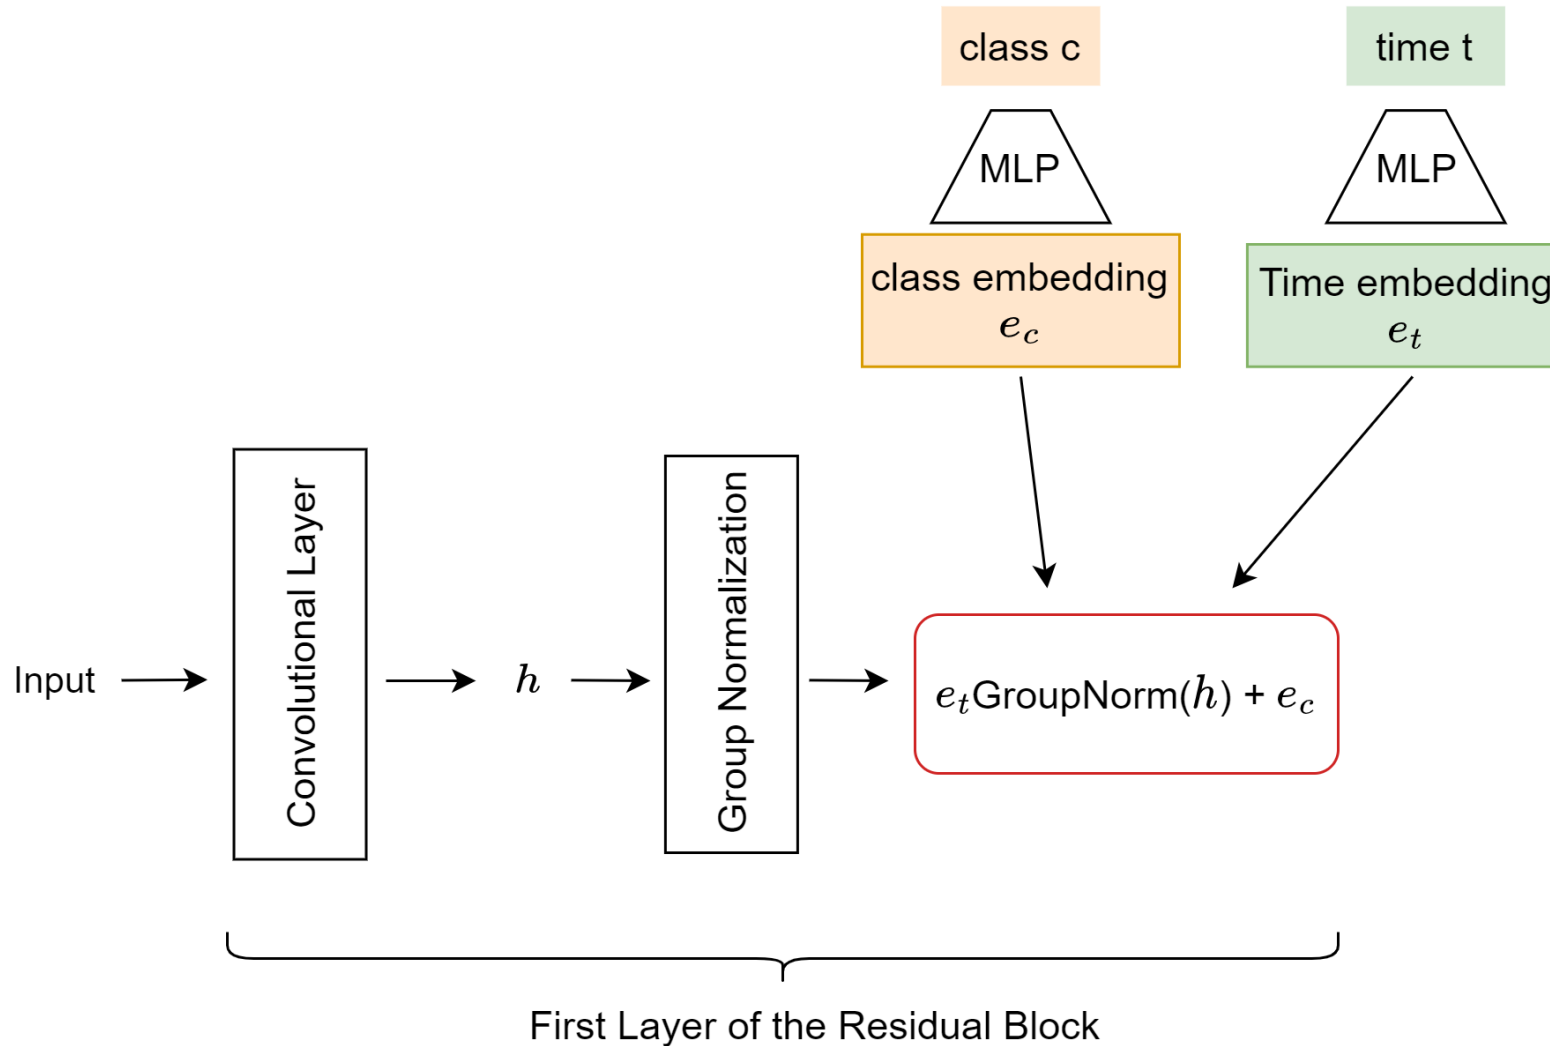 class c
time t
MLP
MLP
class embedding
e_c
Time embedding
e_t
Input
Convolutional Layer
h
Group Normalization
e_tGroupNorm(h) + e_c
First Layer of the Residual Block